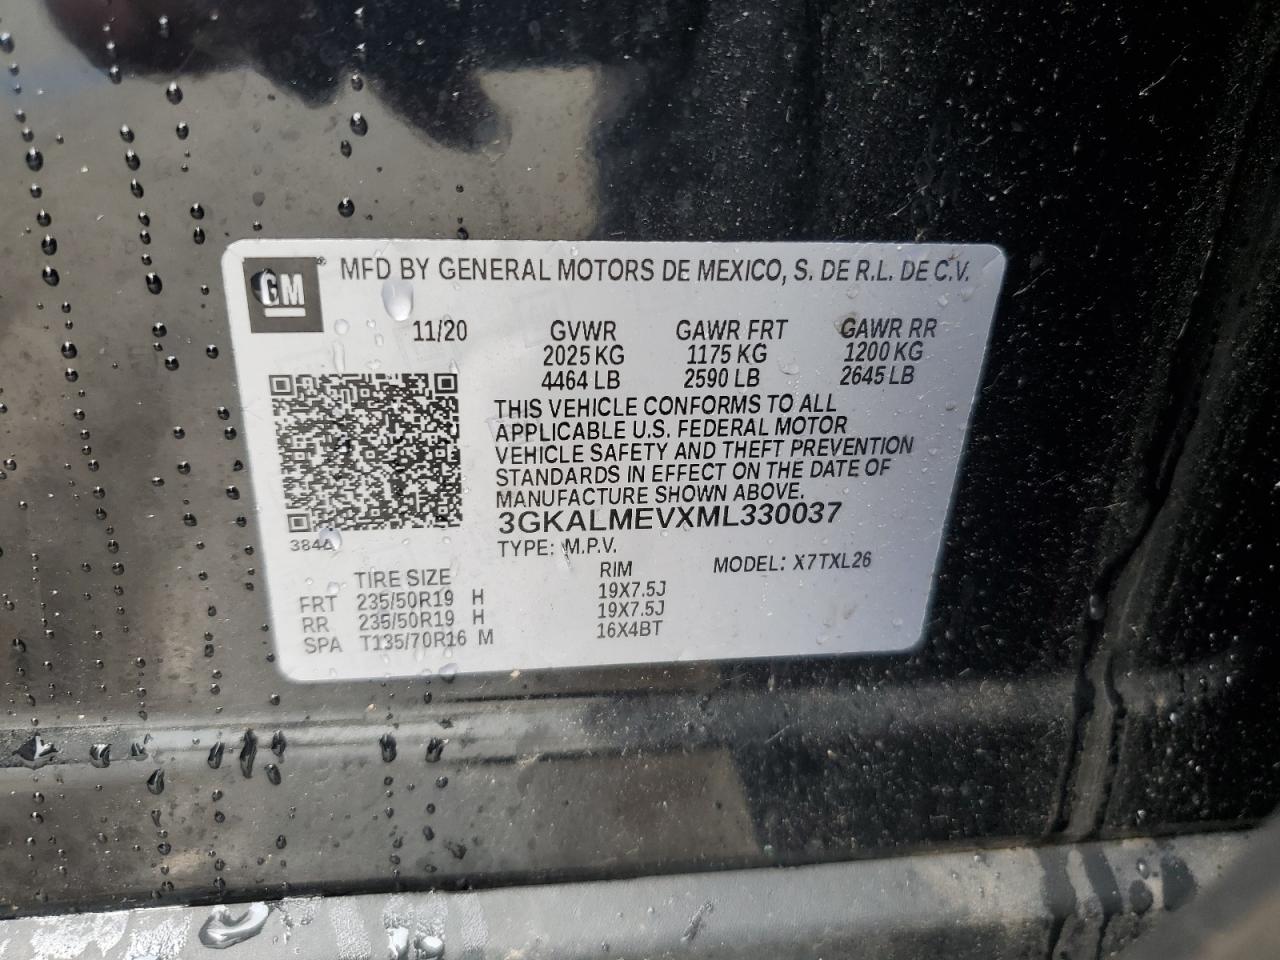 GM ® MFD BY GENERAL MOTORS DE MEXICO, S. DE R.L. DE C.V.
11/20 GVWR GAWR FRT GAWR RR
2025 KG 1175 KG 1200 KG
4464 LB 2590 LB 2645 LB
THIS VEHICLE CONFORMS TO ALL
APPLICABLE U.S. FEDERAL MOTOR
VEHICLE SAFETY AND THEFT PREVENTION
STANDARDS IN EFFECT ON THE DATE OF
MANUFACTURE SHOWN ABOVE.
3GKALMEVXML330037
TYPE: M.P.V. MODEL: X7TXL26
TIRE SIZE RIM
FRT 235/50R19 H 19X7.5J
RR 235/50R19 H 19X7.5J
SPA T135/70R16 M 16X4BT